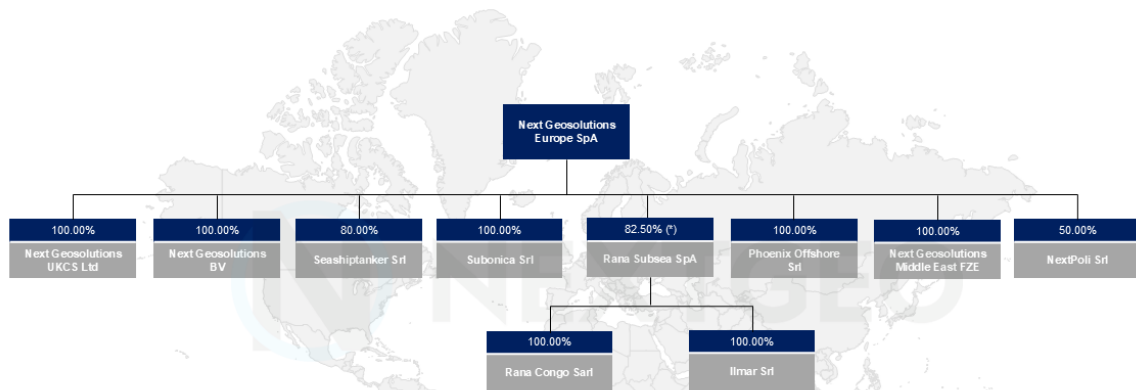 Next Geosolutions
Europe SpA
100.00%
Next Geosolutions
UKCS Ltd
100.00%
Next Geosolutions
BV
80.00%
Seashiptanker Srl
100.00%
Subonica Srl
82.50% (*)
Rana Subsea SpA
100.00%
Phoenix Offshore
Srl
100.00%
Next Geosolutions
Middle East FZE
50.00%
NextPoli Srl
NEXTGEO
100.00%
Rana Congo Sarl
100.00%
Ilmar Srl